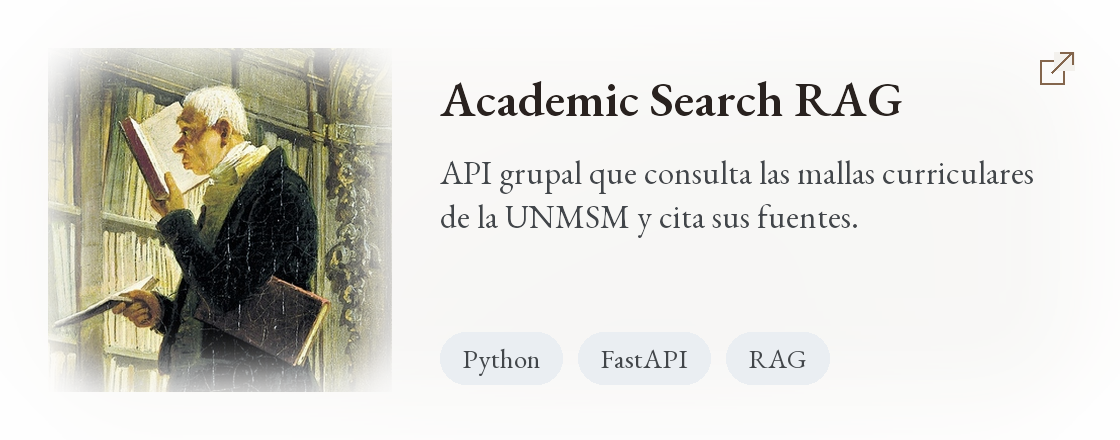 Academic Search RAG
API grupal que consulta las mallas curriculares
de la UNMSM y cita sus fuentes.
Python
FastAPI
RAG